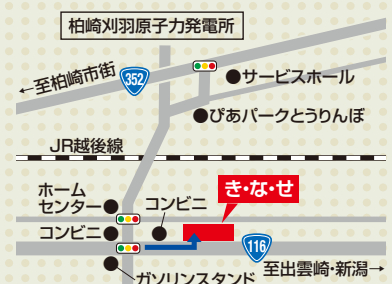 柏崎刈羽原子力発電所
←至柏崎市街
352
サービスホール
ぴあパークとうりんぼ
JR越後線
ホーム
センター
コンビニ
き・な・せ
コンビニ
116
至出雲崎・新潟→
ガソリンスタンド